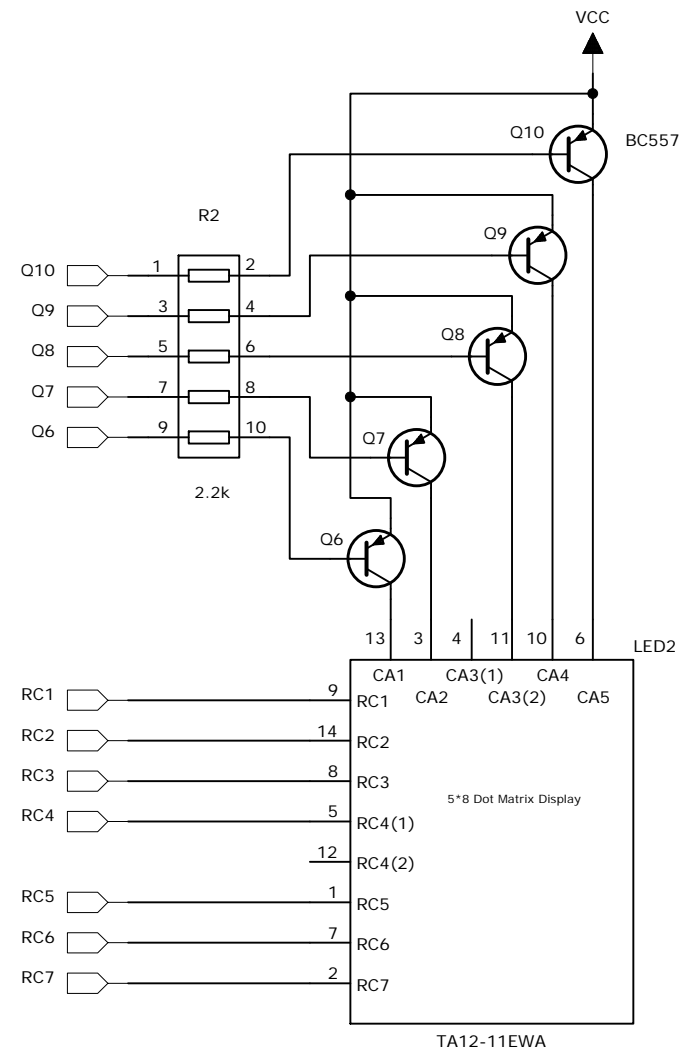 VCC
Q10
BC557
R2
Q9
Q10 1 2
Q9 3 4
Q8
Q8 5 6
Q7 7 8
Q7
Q6 9 10
2.2k
Q6
13 3 4 11 10 6
LED2
CA1 CA3(1) CA4
CA2 CA3(2) CA5
RC1 9 RC1
RC2 14 RC2
RC3 8 RC3
5*8 Dot Matrix Display
RC4 5 RC4(1)
12 RC4(2)
RC5 1 RC5
RC6 7 RC6
RC7 2 RC7
TA12-11EWA